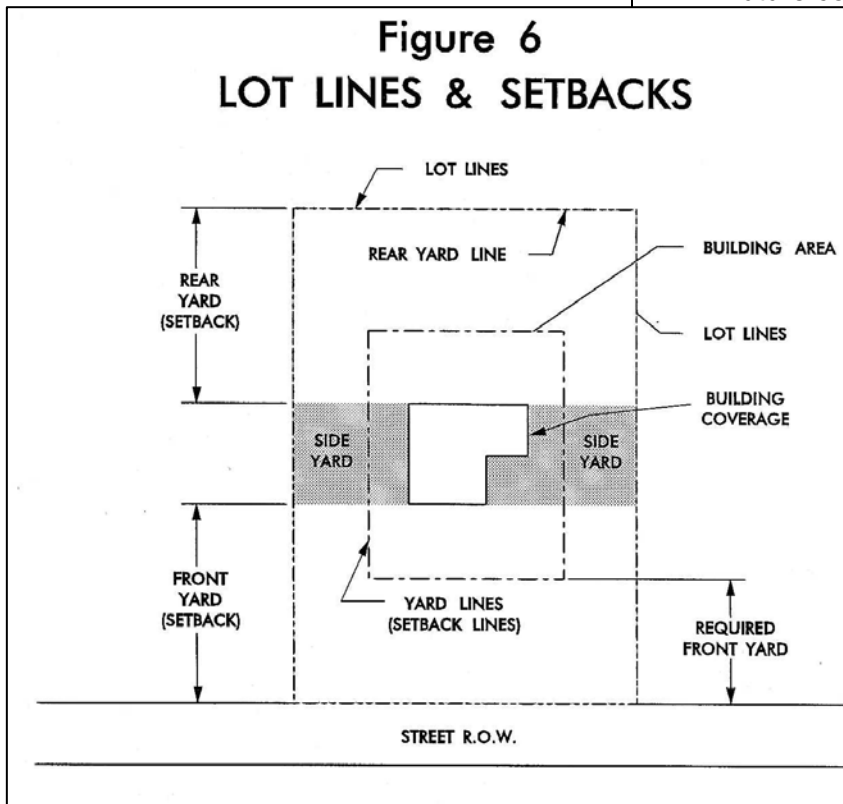 Figure 6
LOT LINES & SETBACKS
LOT LINES
REAR YARD LINE
BUILDING AREA
REAR
YARD
(SETBACK)
LOT LINES
BUILDING
COVERAGE
SIDE
YARD
SIDE
YARD
FRONT
YARD
(SETBACK)
YARD LINES
(SETBACK LINES)
REQUIRED
FRONT YARD
STREET R.O.W.